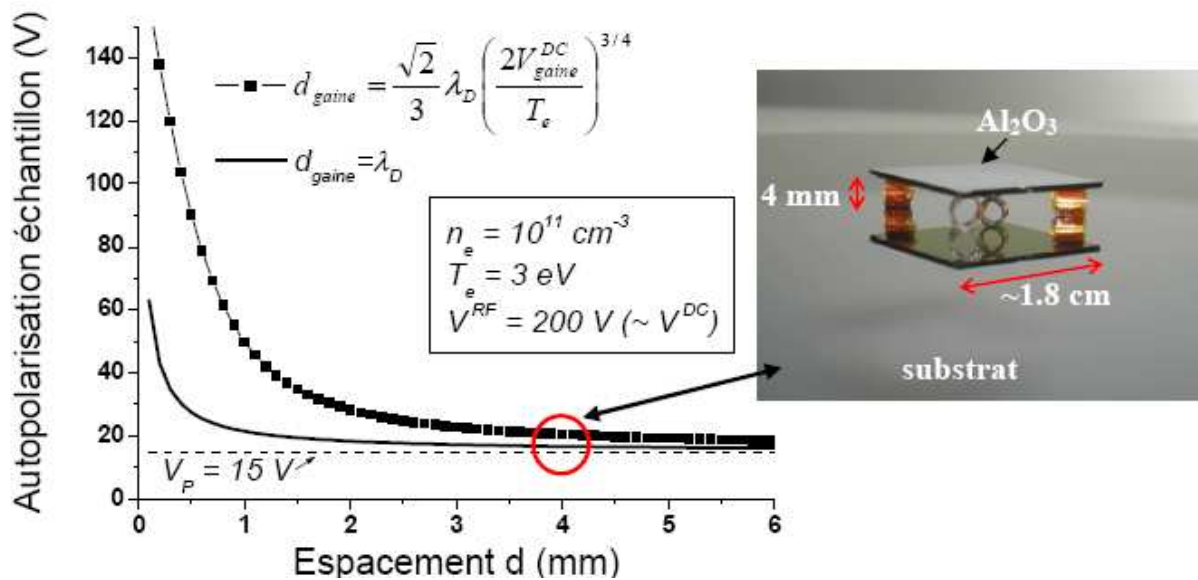 Autopolarisation échantillon (V)
140
120
100
80
60
40
20
0
d_gaine = √2/3 λ_D (2V_gaine^DC / T_e)^3/4
d_gaine=λ_D
n_e = 10^11 cm^-3
T_e = 3 eV
V^RF = 200 V (~ V^DC)
V_P = 15 V
0 1 2 3 4 5 6
Espacement d (mm)
Al₂O₃
4 mm
~1.8 cm
substrat